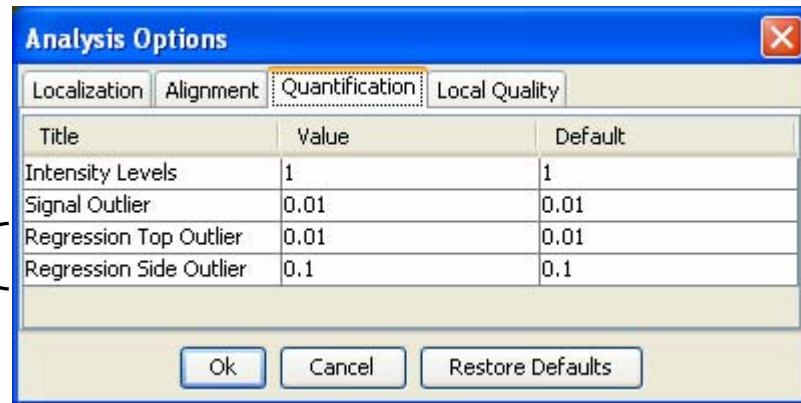 Analysis Options
Localization Alignment Quantification Local Quality
Title Value Default
Intensity Levels 1 1
Signal Outlier 0.01 0.01
Regression Top Outlier 0.01 0.01
Regression Side Outlier 0.1 0.1
Ok Cancel Restore Defaults